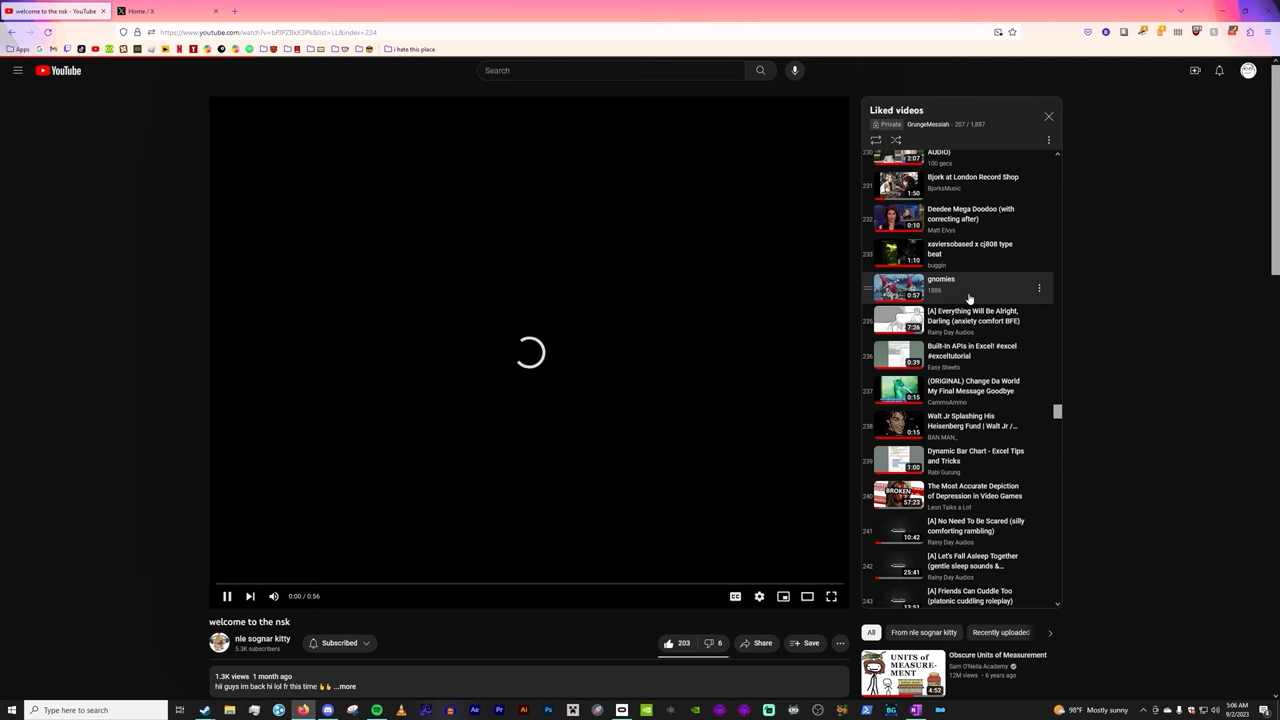 welcome to the nsk - YouTube
Home / X
https://www.youtube.com/watch?v=bPJPZBkX3Pk&list=LL&index=234
Apps
i hate this place
YouTube
Search
Liked videos
Private
GrungeMessiah - 207 / 1,887
230
AUDIO)
100 gecs
2:07
231
Bjork at London Record Shop
BjorksMusic
1:50
232
Deedee Mega Doodoo (with
correcting after)
Matt Elvys
0:10
233
xaviersobased x cj808 type
beat
buggin
1:10
gnomies
1886
0:57
235
[A] Everything Will Be Alright,
Darling (anxiety comfort BFE)
Rainy Day Audios
7:26
236
Built-In APIs in Excel! #excel
#exceltutorial
Easy Sheets
0:39
237
(ORIGINAL) Change Da World
My Final Message Goodbye
CammoAmmo
0:15
238
Walt Jr Splashing His
Heisenberg Fund | Walt Jr /...
BAN.MAN_
0:15
239
Dynamic Bar Chart - Excel Tips
and Tricks
Rabi Gurung
1:00
240
BROKEN
The Most Accurate Depiction
of Depression in Video Games
Leon Talks a Lot
57:23
241
[A] No Need To Be Scared (silly
comforting rambling)
Rainy Day Audios
10:42
242
[A] Let's Fall Asleep Together
(gentle sleep sounds &...
Rainy Day Audios
25:41
243
[A] Friends Can Cuddle Too
(platonic cuddling roleplay)
13:51
0:00 / 0:56
CC
welcome to the nsk
nle sognar kitty
5.3K subscribers
Subscribed
203
6
Share
Save
1.3K views 1 month ago
hii guys im back hi lol fr this time ...more
All
From nle sognar kitty
Recently uploaded
UNITS of
MEASURE-
MENT
4:52
Obscure Units of Measurement
Sam O'Nella Academy
12M views • 6 years ago
Type here to search
98°F Mostly sunny
5:06 AM
9/2/2023